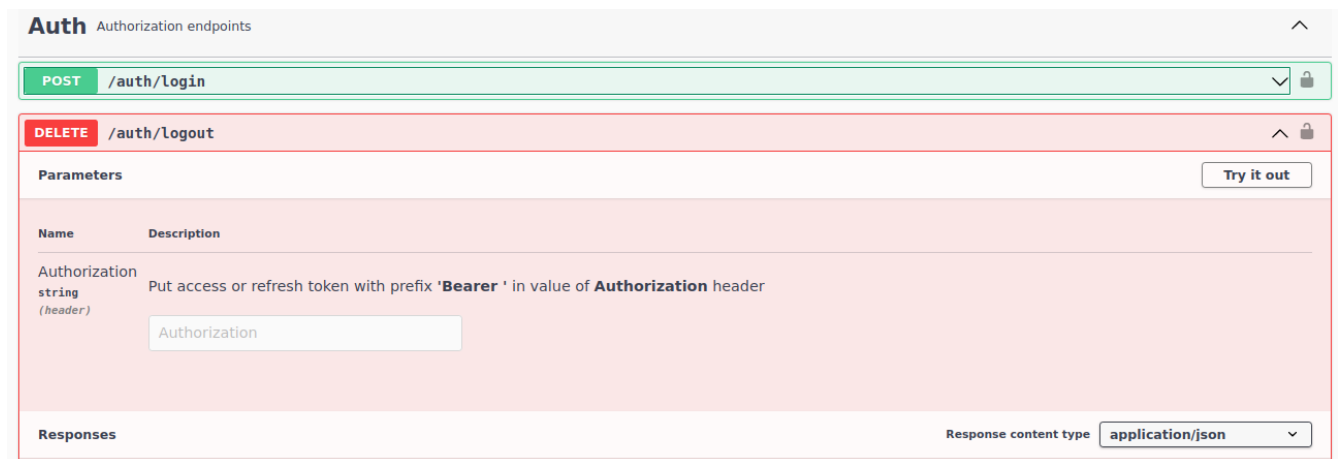 Auth Authorization endpoints
POST /auth/login
DELETE /auth/logout
Parameters
Try it out
Name Description
Authorization
string
(header)
Put access or refresh token with prefix 'Bearer ' in value of Authorization header
Authorization
Responses
Response content type application/json